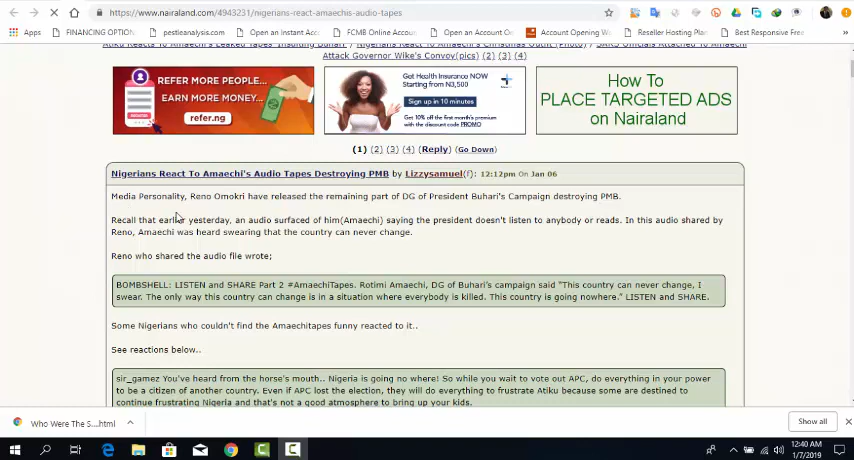 https://www.nairaland.com/4943231/nigerians-react-amaechis-audio-tapes
Apps FINANCING OPTION pestleanalysis.com FCMB Online Accou Open an Account O Account Opening W Reseller Hosting Plan Best Free Responsive
Atiku Reacts To Amaechi's Leaked Tapes Insulting Buhari / Nigerians React To Amaechi's Christmas Outfit (Photo) / SARS Officials Attached To Amaechi
Attack Governor Wike's Convoy(pics) (2) (3) (4)
REFER MORE PEOPLE...
EARN MORE MONEY...
refer.ng
Get Health Insurance NOW
Starting from N3,500
Sign up in 10 minutes
Get 10% off the first month's premium
with the discount code PROMO
How To
PLACE TARGETED ADS
on Nairaland
(1) (2) (3) (4) (Reply) (Go Down)
Nigerians React To Amaechi's Audio Tapes Destroying PMB by Lizzysamuel(f): 12:12pm On Jan 06
Media Personality, Reno Omokri have released the remaining part of DG of President Buhari's Campaign destroying PMB.
Recall that earlier yesterday, an audio surfaced of him(Amaechi) saying the president doesn't listen to anybody or reads. In this audio shared by
Reno, Amaechi was heard swearing that the country can never change.
Reno who shared the audio file wrote;
BOMBSHELL: LISTEN and SHARE Part 2 #AmaechiTapes. Rotimi Amaechi, DG of Buhari's campaign said "This country can never change, I
swear. The only way this country can change is in a situation where everybody is killed. This country is going nowhere." LISTEN and SHARE.
Some Nigerians who couldn't find the Amaechitapes funny reacted to it..
See reactions below..
sir_gamez You've heard from the horse's mouth.. Nigeria is going no where! So while you wait to vote out APC, do everything in your power
to be a citizen of another country. Even if APC lost the election, they will do everything to frustrate Atiku because some are destined to
continue frustrating Nigeria and that's not a good atmosphere to bring up your kids.
Who Were The S....html
Show all
12:40 AM
1/7/2019